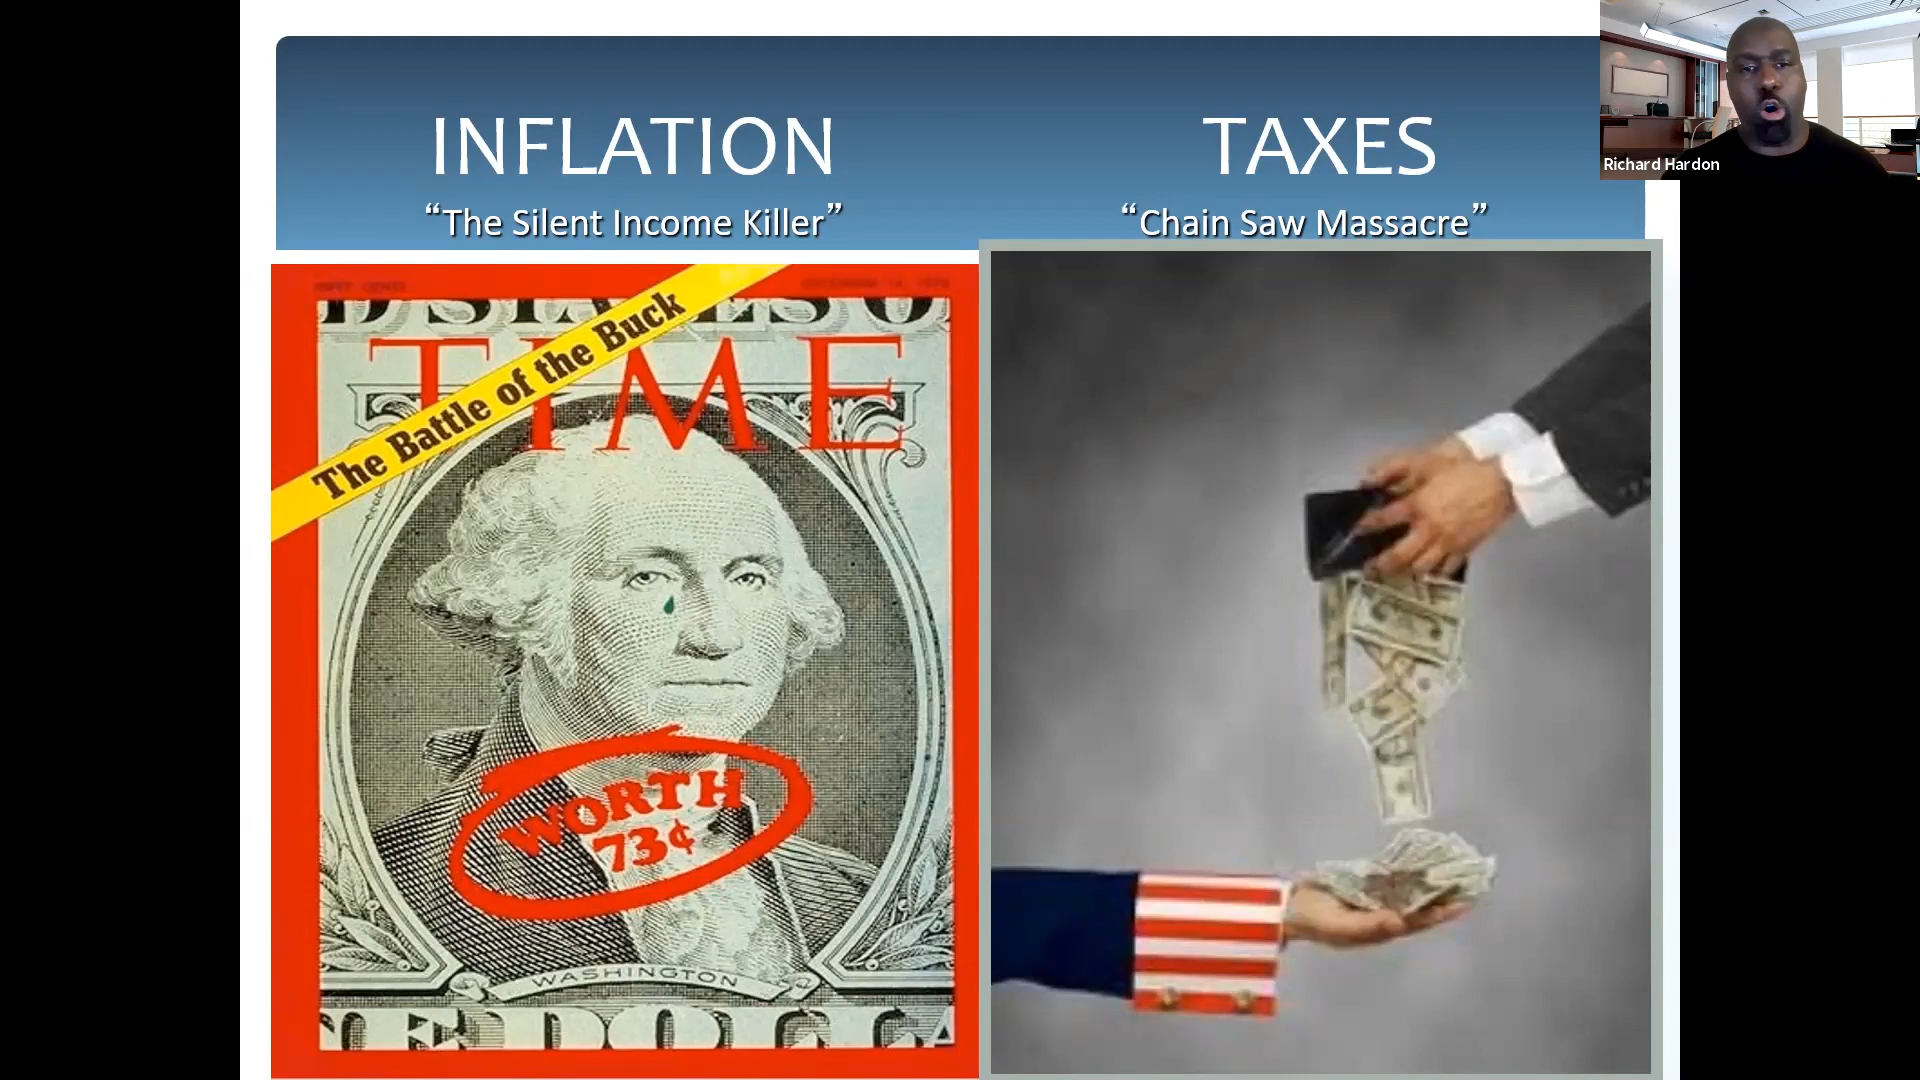 INFLATION
“The Silent Income Killer”
TAXES
“Chain Saw Massacre”
Richard Hardon
The Battle of the Buck
TIME
WORTH
73¢
WASHINGTON